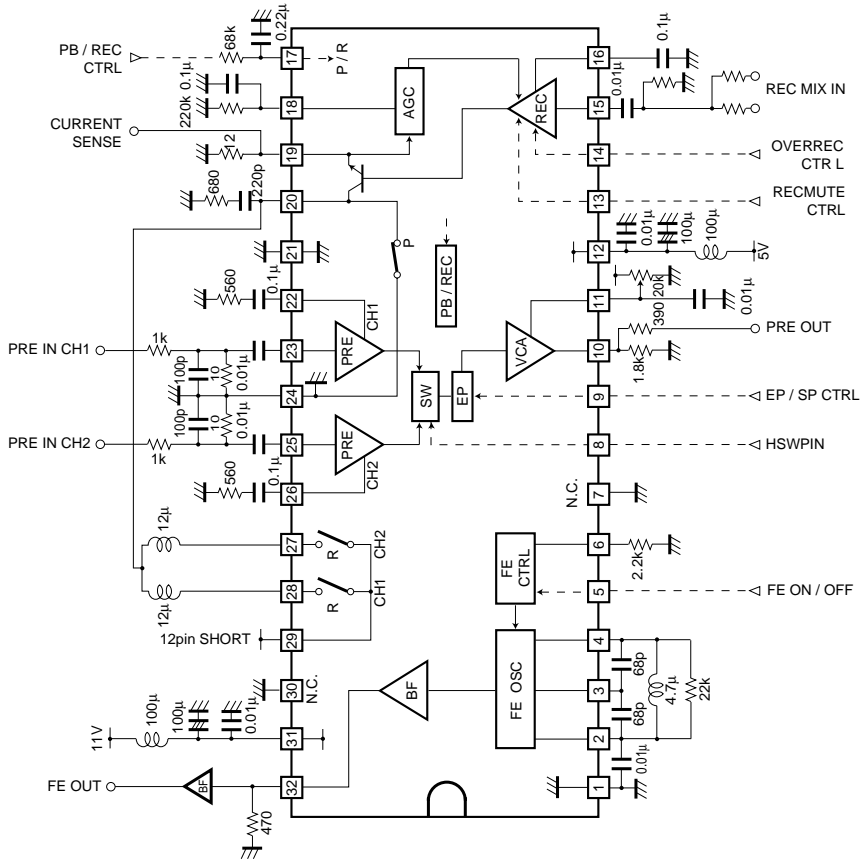 PB / REC
CTRL
68k
0.22μ
17
P / R
0.1μ
220k
18
AGC
CURRENT
SENSE
12
19
680
220p
20
21
P
560
0.1μ
22
CH1
PRE IN CH1
1k
23
PRE
100p
10
0.01μ
24
100p
10
0.01μ
PRE IN CH2
1k
25
PRE
560
0.1μ
26
CH2
12μ
27
R
CH2
12μ
28
R
CH1
12pin SHORT
29
30
N.C.
11V
100μ
100μ
0.01μ
31
FE OUT
BF
32
470
BF
SW
EP
PB / REC
VCA
REC
FE
CTRL
FE OSC
16
0.1μ
0.01μ
15
REC MIX IN
14
OVERREC
CTR L
13
RECMUTE
CTRL
12
0.01μ
100μ
100μ
5V
11
20k
0.01μ
390
10
PRE OUT
1.8k
9
EP / SP CTRL
8
HSWPIN
7
N.C.
6
2.2k
5
FE ON / OFF
4
68p
3
68p
4.7μ
22k
2
0.01μ
1